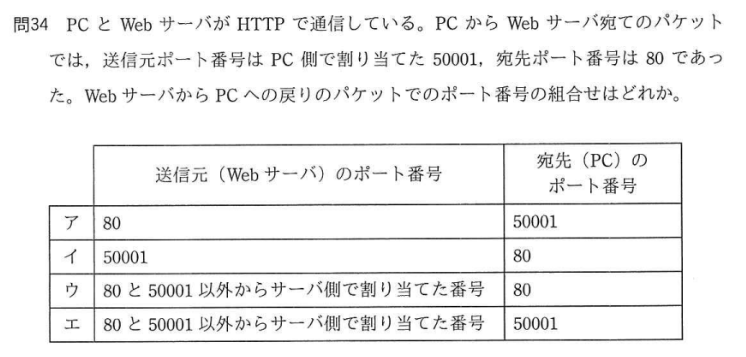 問34 PC と Web サーバが HTTP で通信している。PC から Web サーバ宛てのパケット
では，送信元ポート番号は PC 側で割り当てた 50001，宛先ポート番号は 80 であっ
た。Web サーバから PC への戻りのパケットでのポート番号の組合せはどれか。
送信元（Web サーバ）のポート番号
宛先（PC）の
ポート番号
ア 80 50001
イ 50001 80
ウ 80 と 50001 以外からサーバ側で割り当てた番号 80
エ 80 と 50001 以外からサーバ側で割り当てた番号 50001